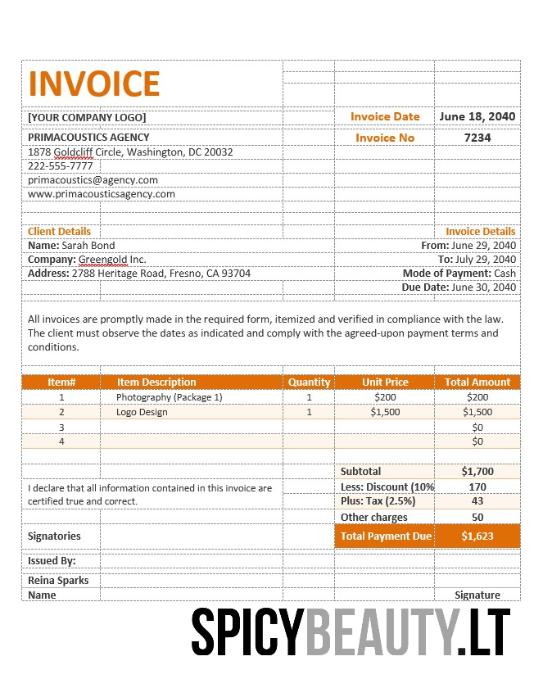 INVOICE
[YOUR COMPANY LOGO] Invoice Date June 18, 2040
PRIMACOUSTICS AGENCY Invoice No 7234
1878 Goldcliff Circle, Washington, DC 20032
222-555-7777
primacoustics@agency.com
www.primacousticsagency.com
Client Details Invoice Details
Name: Sarah Bond From: June 29, 2040
Company: Greengold Inc. To: July 29, 2040
Address: 2788 Heritage Road, Fresno, CA 93704 Mode of Payment: Cash
Due Date: June 30, 2040
All invoices are promptly made in the required form, itemized and verified in compliance with the law.
The client must observe the dates as indicated and comply with the agreed-upon payment terms and
conditions.
Item# Item Description Quantity Unit Price Total Amount
1 Photography (Package 1) 1 $200 $200
2 Logo Design 1 $1,500 $1,500
3 $0
4 $0
Subtotal $1,700
I declare that all information contained in this invoice are Less: Discount (10% 170
certified true and correct. Plus: Tax (2.5%) 43
Other charges 50
Signatories Total Payment Due $1,623
Issued By:
Reina Sparks
Name Signature
SPICYBEAUTY.LT